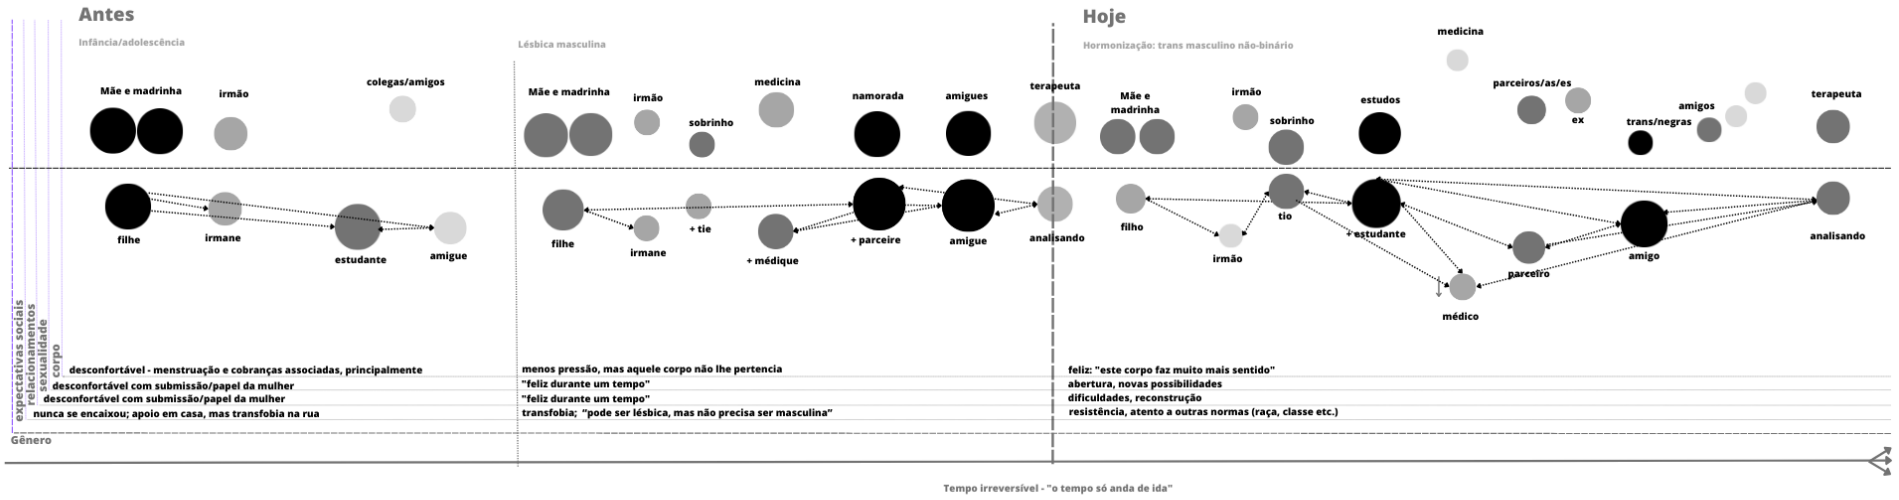 Antes
Hoje
Infância/adolescência
Lésbica masculina
Hormonização: trans masculino não-binário
Mãe e madrinha
irmão
colegas/amigos
Mãe e madrinha
irmão
sobrinho
medicina
namorada
amigues
terapeuta
Mãe e
madrinha
irmão
sobrinho
estudos
medicina
parceiros/as/es
ex
trans/negras
amigos
terapeuta
filhe
irmane
estudante
amigue
filhe
irmane
+ tie
+ médique
+ parceire
amigue
analisando
filho
irmão
tio
+ estudante
médico
parceiro
amigo
analisando
expectativas sociais
relacionamentos
sexualidade
corpo
desconfortável - menstruação e cobranças associadas, principalmente
menos pressão, mas aquele corpo não lhe pertencia
feliz: "este corpo faz muito mais sentido"
desconfortável com submissão/papel da mulher
"feliz durante um tempo"
abertura, novas possibilidades
desconfortável com submissão/papel da mulher
"feliz durante um tempo"
dificuldades, reconstrução
nunca se encaixou; apoio em casa, mas transfobia na rua
transfobia; “pode ser lésbica, mas não precisa ser masculina”
resistência, atento a outras normas (raça, classe etc.)
Gênero
Tempo irreversível - "o tempo só anda de ida"